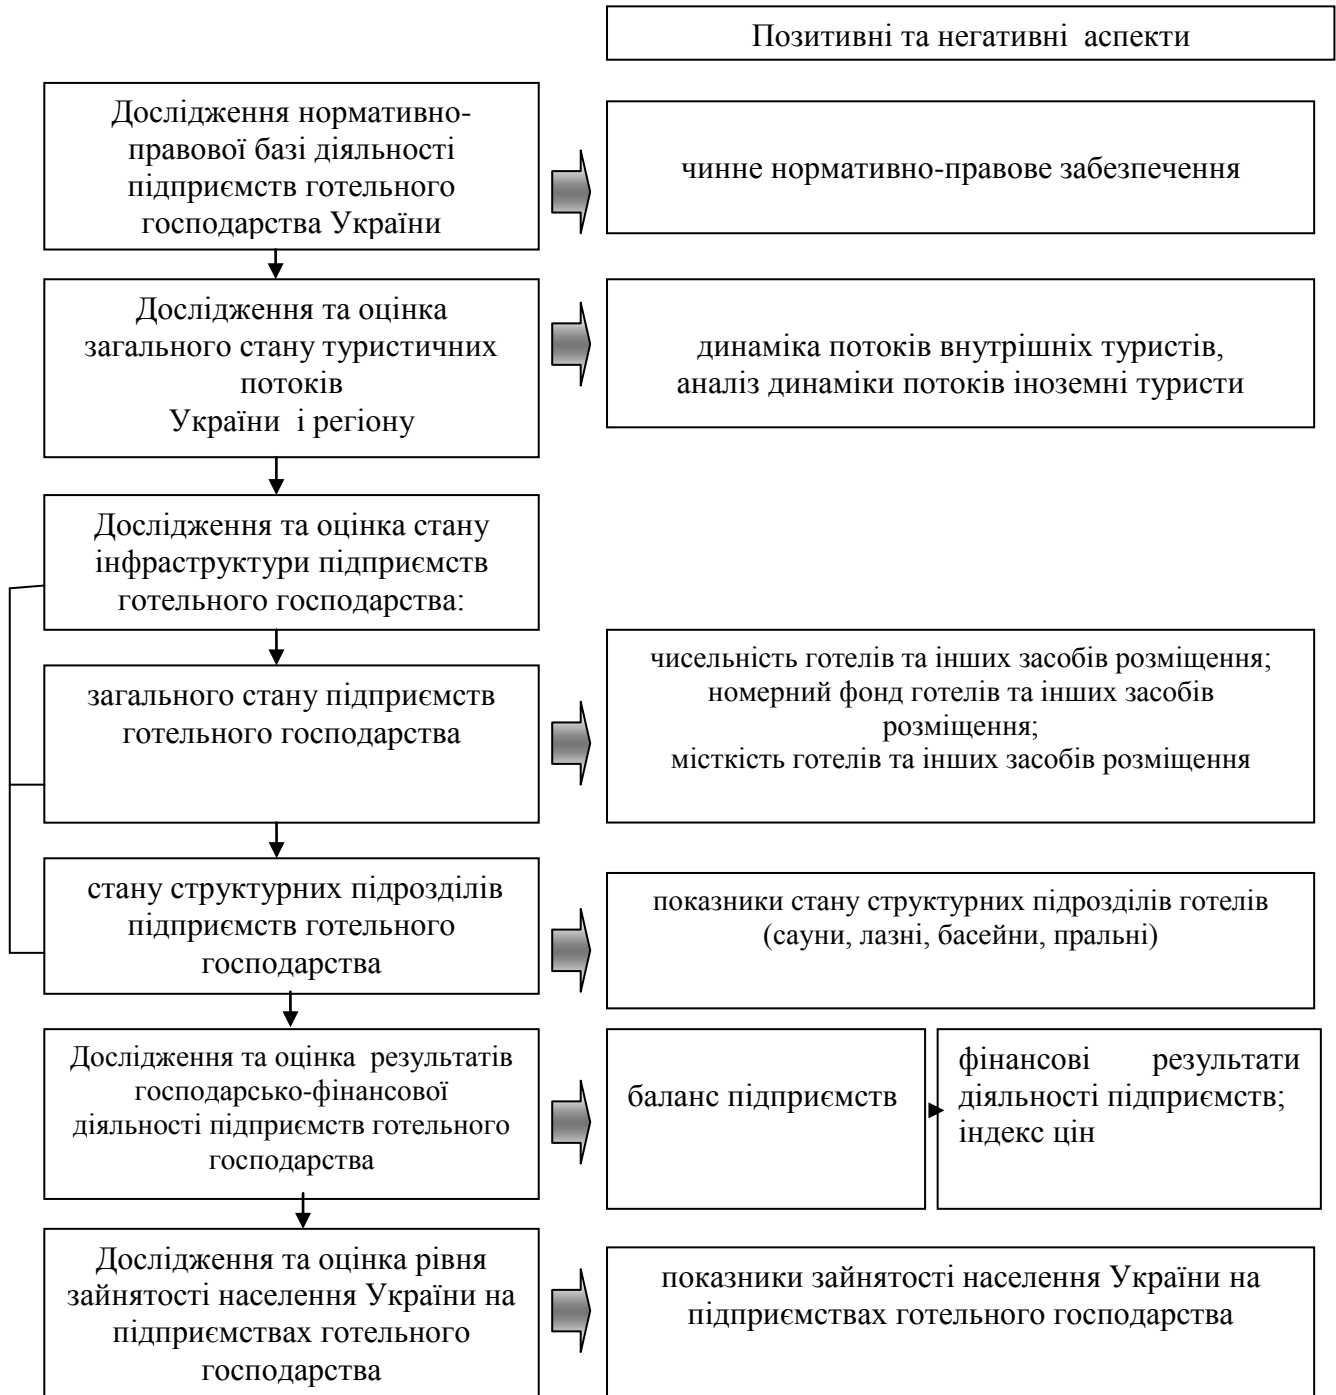 Позитивні та негативні аспекти
Дослідження нормативно-
правової базі діяльності
підприємств готельного
господарства України
чинне нормативно-правове забезпечення
Дослідження та оцінка
загального стану туристичних
потоків
України і регіону
динаміка потоків внутрішніх туристів,
аналіз динаміки потоків іноземні туристи
Дослідження та оцінка стану
інфраструктури підприємств
готельного господарства:
загального стану підприємств
готельного господарства
чисельність готелів та інших засобів розміщення;
номерний фонд готелів та інших засобів
розміщення;
місткість готелів та інших засобів розміщення
стану структурних підрозділів
підприємств готельного
господарства
показники стану структурних підрозділів готелів
(сауни, лазні, басейни, пральні)
Дослідження та оцінка результатів
господарсько-фінансової
діяльності підприємств готельного
господарства
баланс підприємств
фінансові результати
діяльності підприємств;
індекс цін
Дослідження та оцінка рівня
зайнятості населення України на
підприємствах готельного
господарства
показники зайнятості населення України на
підприємствах готельного господарства